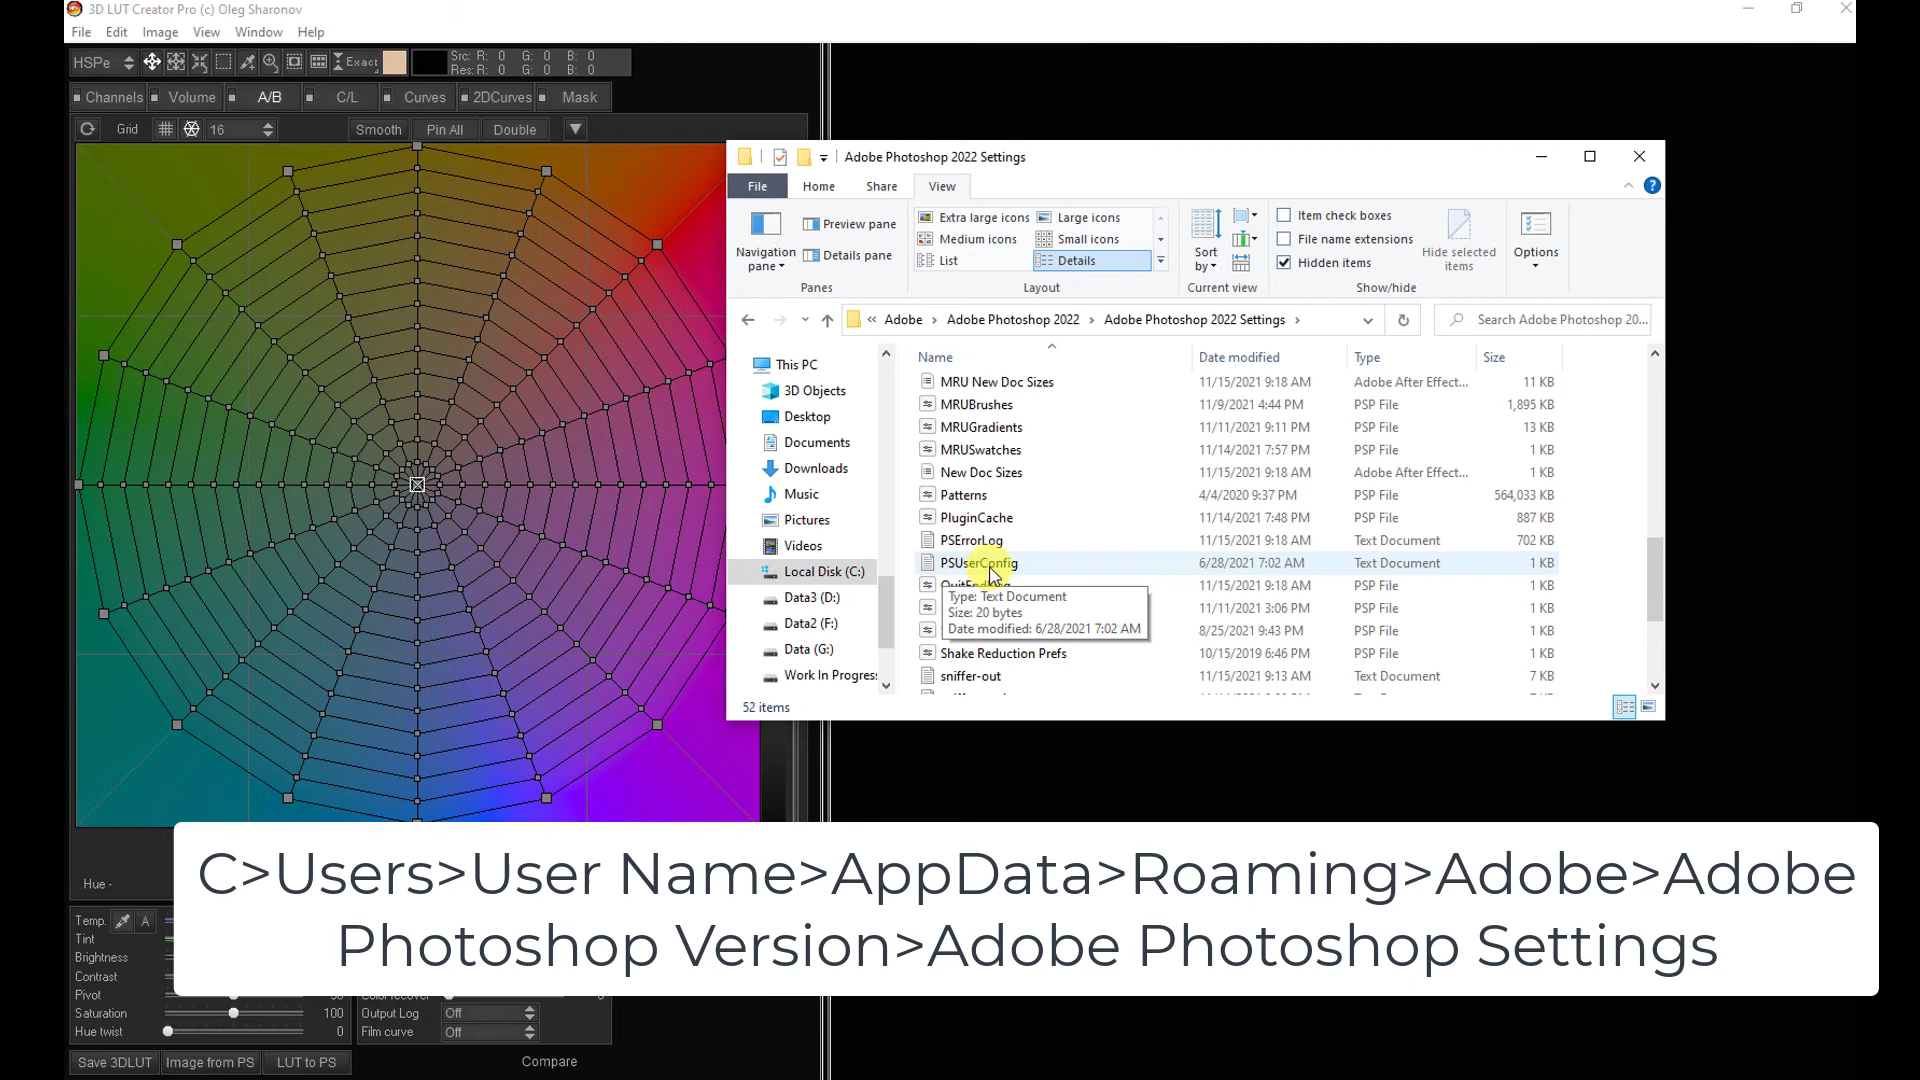 3D LUT Creator Pro (c) Oleg Sharonov
File Edit Image View Window Help
HSPe Exact Src: R: 0 G: 0 B: 0
Res: R: 0 G: 0 B: 0
Channels Volume A/B C/L Curves 2DCurves Mask
Grid 16 Smooth Pin All Double
Adobe Photoshop 2022 Settings
File Home Share View
Navigation pane
Preview pane
Details pane
Panes
Extra large icons Large icons
Medium icons Small icons
List Details
Layout
Sort by
Current view
Item check boxes
File name extensions
Hidden items
Hide selected items
Show/hide
Options
« Adobe > Adobe Photoshop 2022 > Adobe Photoshop 2022 Settings >
Search Adobe Photoshop 20...
This PC
3D Objects
Desktop
Documents
Downloads
Music
Pictures
Videos
Local Disk (C:)
Data3 (D:)
Data2 (F:)
Data (G:)
Work In Progres
Name Date modified Type Size
MRU New Doc Sizes 11/15/2021 9:18 AM Adobe After Effect... 11 KB
MRUBrushes 11/9/2021 4:44 PM PSP File 1,895 KB
MRUGradients 11/11/2021 9:11 PM PSP File 13 KB
MRUSwatches 11/14/2021 7:57 PM PSP File 1 KB
New Doc Sizes 11/15/2021 9:18 AM Adobe After Effect... 1 KB
Patterns 4/4/2020 9:37 PM PSP File 564,033 KB
PluginCache 11/14/2021 7:48 PM PSP File 887 KB
PSErrorLog 11/15/2021 9:18 AM Text Document 702 KB
PSUserConfig 6/28/2021 7:02 AM Text Document 1 KB
11/15/2021 9:18 AM PSP File 1 KB
11/11/2021 3:06 PM PSP File 1 KB
8/25/2021 9:43 PM PSP File 1 KB
Shake Reduction Prefs 10/15/2019 6:46 PM PSP File 1 KB
sniffer-out 11/15/2021 9:13 AM Text Document 7 KB
Type: Text Document
Size: 20 bytes
Date modified: 6/28/2021 7:02 AM
52 items
C>Users>User Name>AppData>Roaming>Adobe>Adobe
Photoshop Version>Adobe Photoshop Settings
Hue -
Temp. A
Tint
Brightness
Contrast
Pivot
Saturation 100
Hue twist 0
Output Log Off
Film curve Off
Save 3DLUT Image from PS LUT to PS Compare